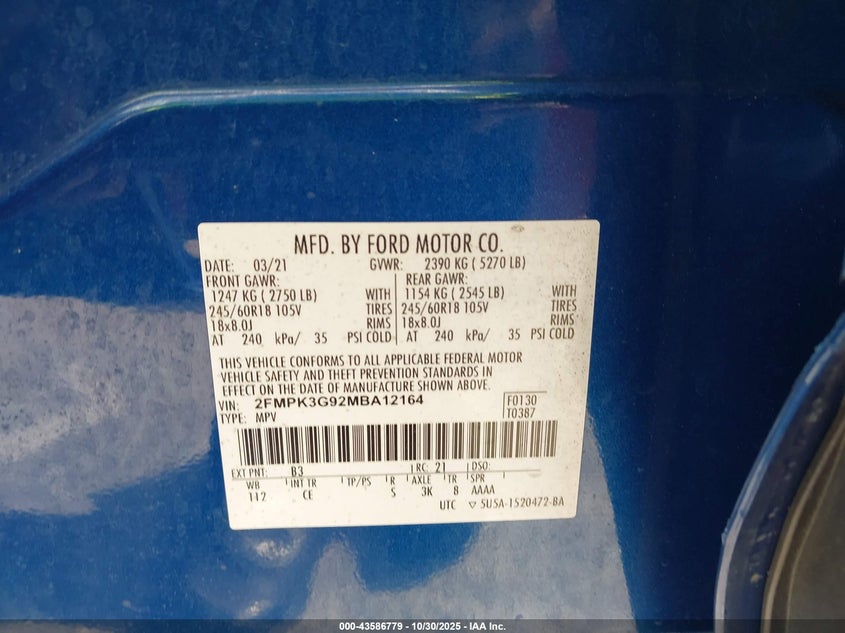 MFD. BY FORD MOTOR CO.
DATE: 03/21 GVWR: 2390 KG ( 5270 LB)
FRONT GAWR: REAR GAWR:
1247 KG ( 2750 LB) WITH 1154 KG ( 2545 LB) WITH
245/60R18 105V TIRES 245/60R18 105V TIRES
18x8.0J RIMS 18x8.0J RIMS
AT 240 kPa/ 35 PSI COLD AT 240 kPa/ 35 PSI COLD
THIS VEHICLE CONFORMS TO ALL APPLICABLE FEDERAL MOTOR
VEHICLE SAFETY AND THEFT PREVENTION STANDARDS IN
EFFECT ON THE DATE OF MANUFACTURE SHOWN ABOVE.
VIN: 2FMPK3G92MBA12164 F0130
TYPE: MPV T0387
EXT PNT: B3 RC: 21 DSO:
WB INT TR TP/PS R AXLE TR SPR
112 CE S 3K 8 AAAA
UTC ▽ 5U5A-1520472-BA
000-43586779 - 10/30/2025 - IAA Inc.